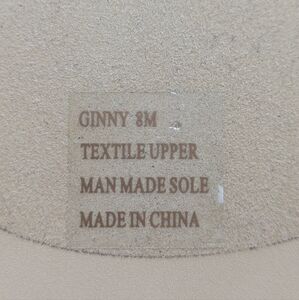 GINNY 8M
TEXTILE UPPER
MAN MADE SOLE
MADE IN CHINA